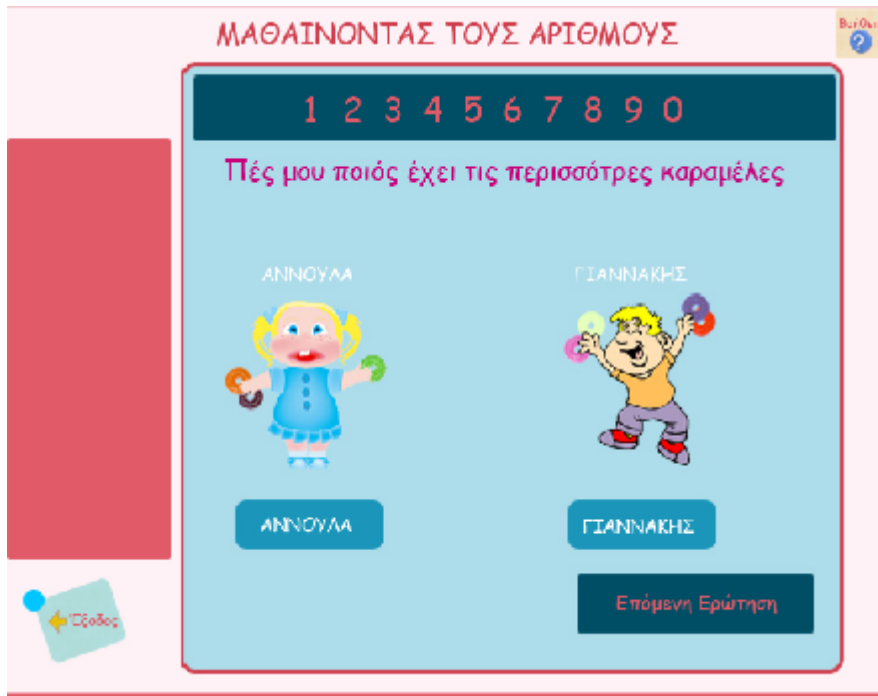 ΜΑΘΑΙΝΟΝΤΑΣ ΤΟΥΣ ΑΡΙΘΜΟΥΣ
1 2 3 4 5 6 7 8 9 0
Πές μου ποιός έχει τις περισσότρες καραμέλες
ΑΝΝΟΥΛΑ ΓΙΑΝΝΑΚΗΣ
ΑΝΝΟΥΛΑ ΓΙΑΝΝΑΚΗΣ
Επόμενη Ερώτηση
Έξοδος